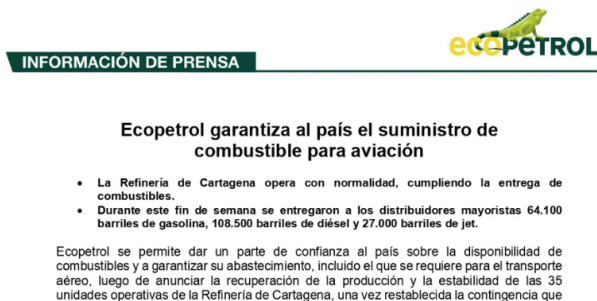 ecopetrol
INFORMACIÓN DE PRENSA
Ecopetrol garantiza al país el suministro de
combustible para aviación
• La Refinería de Cartagena opera con normalidad, cumpliendo la entrega de
combustibles.
• Durante este fin de semana se entregaron a los distribuidores mayoristas 64.100
barriles de gasolina, 108.500 barriles de diésel y 27.000 barriles de jet.
Ecopetrol se permite dar un parte de confianza al país sobre la disponibilidad de
combustibles y a garantizar su abastecimiento, incluido el que se requiere para el transporte
aéreo, luego de anunciar la recuperación de la producción y la estabilidad de las 35
unidades operativas de la Refinería de Cartagena, una vez restablecida la contingencia que